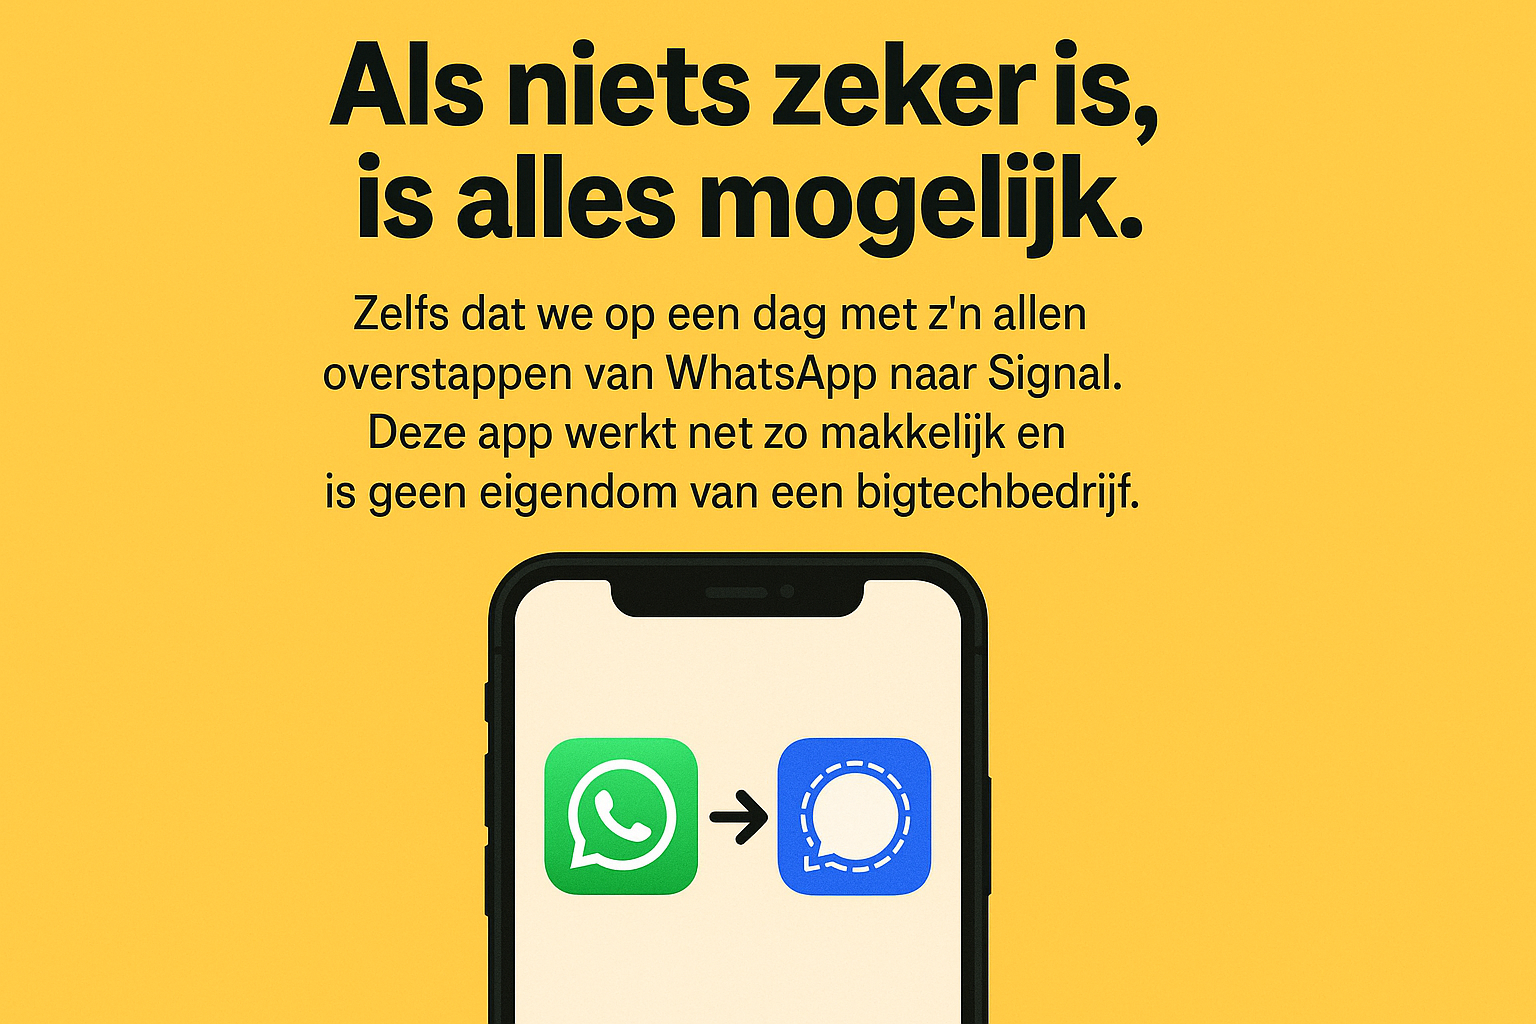 Als niets zeker is,
is alles mogelijk.
Zelfs dat we op een dag met z'n allen
overstappen van WhatsApp naar Signal.
Deze app werkt net zo makkelijk en
is geen eigendom van een bigtechbedrijf.